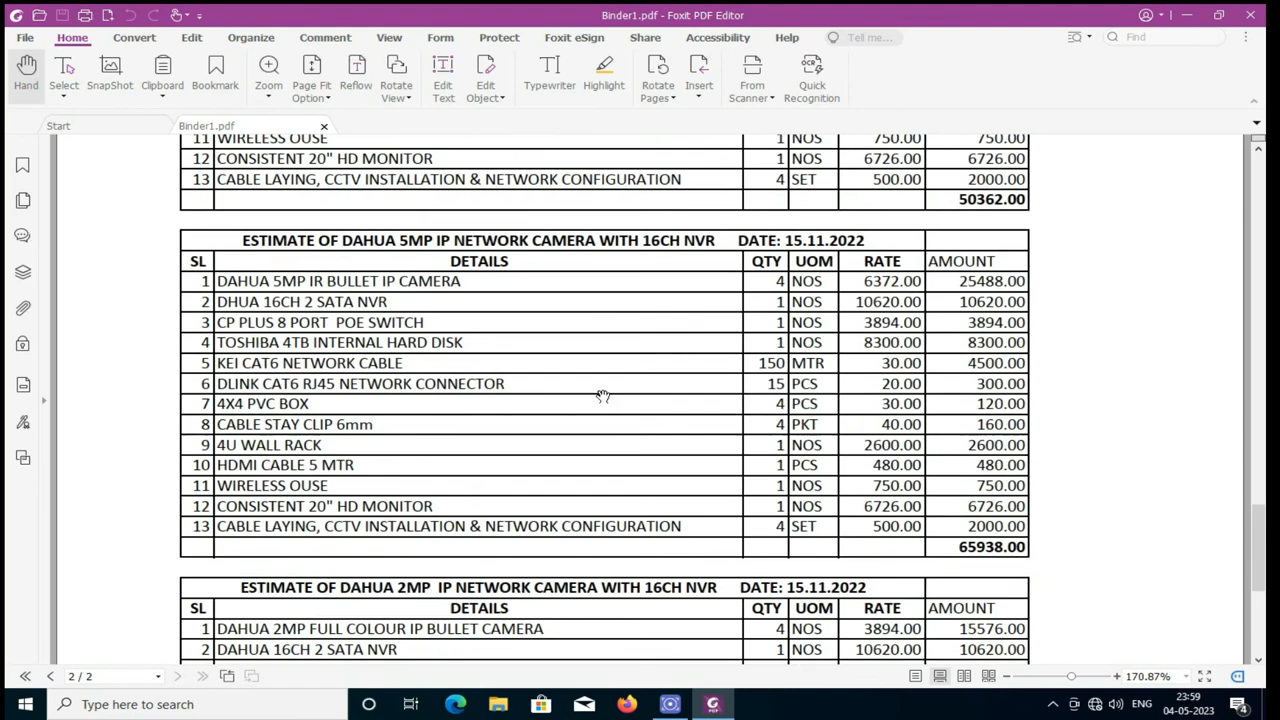 Binder1.pdf - Foxit PDF Editor
File Home Convert Edit Organize Comment View Form Protect Foxit eSign Share Accessibility Help Tell me... Find
Hand Select SnapShot Clipboard Bookmark Zoom Page Fit Option Reflow Rotate View Edit Text Edit Object Typewriter Highlight Rotate Pages Insert From Scanner Quick Recognition
Start Binder1.pdf
11 WIRELESS OUSE 1 NOS 750.00 750.00
12 CONSISTENT 20" HD MONITOR 1 NOS 6726.00 6726.00
13 CABLE LAYING, CCTV INSTALLATION & NETWORK CONFIGURATION 4 SET 500.00 2000.00
50362.00
ESTIMATE OF DAHUA 5MP IP NETWORK CAMERA WITH 16CH NVR DATE: 15.11.2022
SL DETAILS QTY UOM RATE AMOUNT
1 DAHUA 5MP IR BULLET IP CAMERA 4 NOS 6372.00 25488.00
2 DHUA 16CH 2 SATA NVR 1 NOS 10620.00 10620.00
3 CP PLUS 8 PORT POE SWITCH 1 NOS 3894.00 3894.00
4 TOSHIBA 4TB INTERNAL HARD DISK 1 NOS 8300.00 8300.00
5 KEI CAT6 NETWORK CABLE 150 MTR 30.00 4500.00
6 DLINK CAT6 RJ45 NETWORK CONNECTOR 15 PCS 20.00 300.00
7 4X4 PVC BOX 4 PCS 30.00 120.00
8 CABLE STAY CLIP 6mm 4 PKT 40.00 160.00
9 4U WALL RACK 1 NOS 2600.00 2600.00
10 HDMI CABLE 5 MTR 1 PCS 480.00 480.00
11 WIRELESS OUSE 1 NOS 750.00 750.00
12 CONSISTENT 20" HD MONITOR 1 NOS 6726.00 6726.00
13 CABLE LAYING, CCTV INSTALLATION & NETWORK CONFIGURATION 4 SET 500.00 2000.00
65938.00
ESTIMATE OF DAHUA 2MP IP NETWORK CAMERA WITH 16CH NVR DATE: 15.11.2022
SL DETAILS QTY UOM RATE AMOUNT
1 DAHUA 2MP FULL COLOUR IP BULLET CAMERA 4 NOS 3894.00 15576.00
2 DAHUA 16CH 2 SATA NVR 1 NOS 10620.00 10620.00
2 / 2 170.87%
Type here to search ENG 23:59
04-05-2023 4